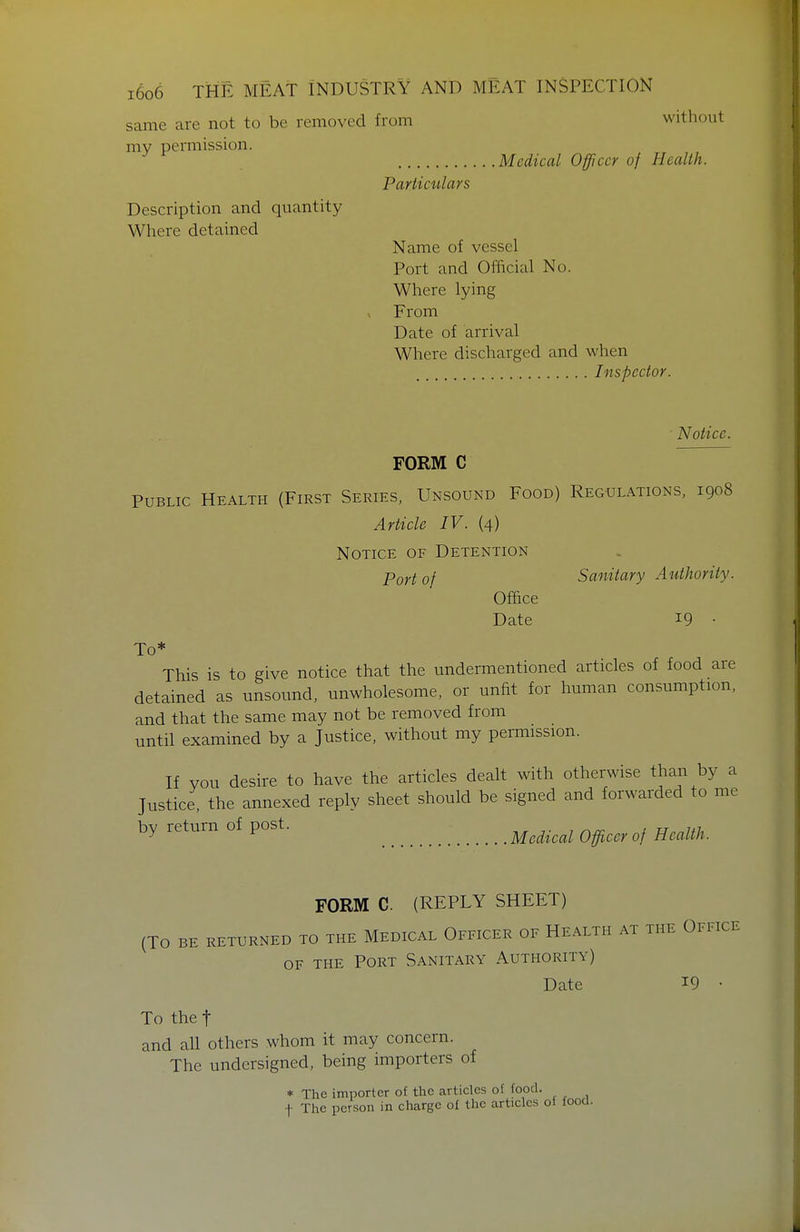 1606 THE MEAT INDUSTRY AND MEAT INSPECTION
same are not to be removed from without
my permission.
...........Medical Officer of Health.
Particulars
Description and quantity
Where detained
Name of vessel
Port and Official No.
Where lying
From
Date of arrival
Where discharged and when
....................Inspector.
Notice.
FORM C
Public Health (First Series, Unsound Food) Regulations, 1908
Article IV. (4)
Notice of Detention
Port of Sanitary Authority.
Office
Date 19 .
To*
This is to give notice that the undermentioned articles of food are
detained as unsound, unwholesome, or unfit for human consumption,
and that the same may not be removed from
until examined by a Justice, without my permission.
If you desire to have the articles dealt with otherwise than by a
Justice, the annexed reply sheet should be signed and forwarded to me
by return of post.
...............Medical Officer of Health.
FORM C. (REPLY SHEET)
(To be returned to the Medical Officer of Health at the Office
of the Port Sanitary Authority)
Date 19 .
To the †
and all others whom it may concern.
The undersigned, being importers of
* The importer of the articles of food.
† The person in charge of the articles of food.